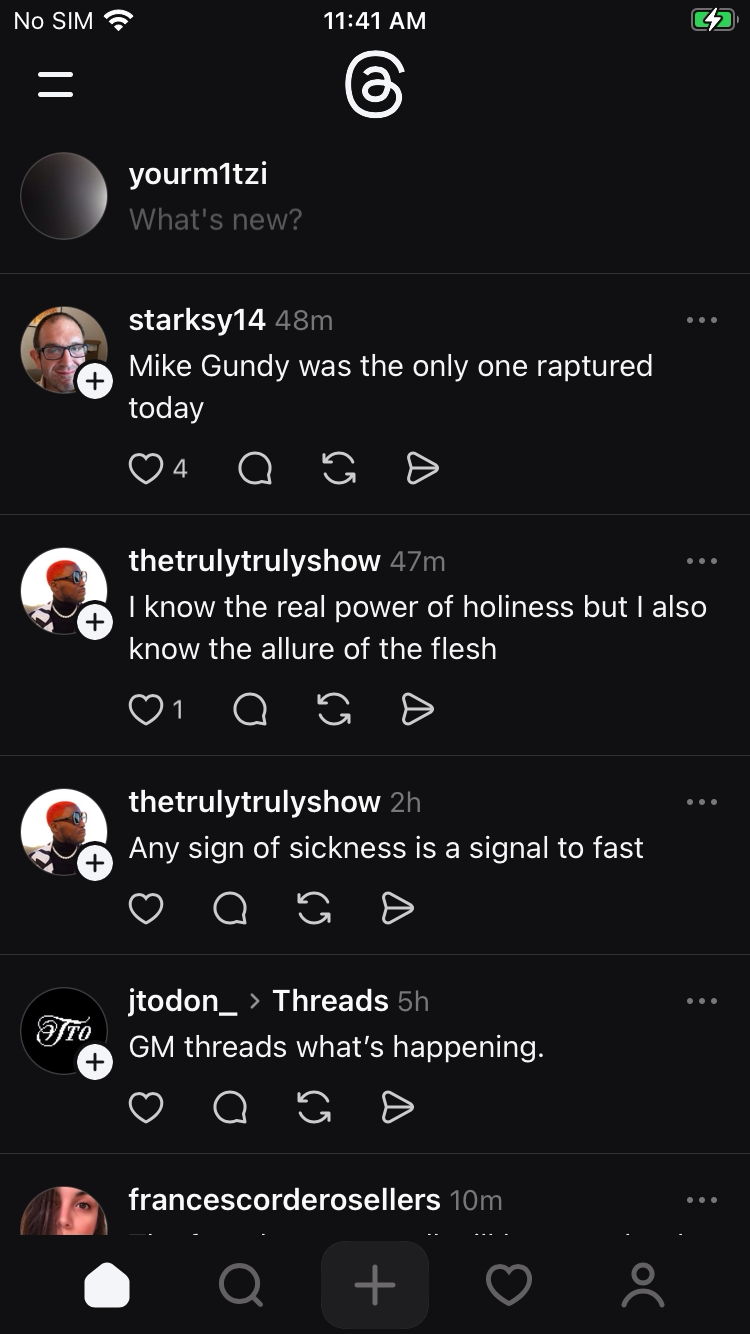 No SIM 11:41 AM
yourm1tzi
What's new?
starksy14 48m
Mike Gundy was the only one raptured
today
4
thetrulytrulyshow 47m
I know the real power of holiness but I also
know the allure of the flesh
1
thetrulytrulyshow 2h
Any sign of sickness is a signal to fast
jtodon_ > Threads 5h
JTO
GM threads what’s happening.
francescorderosellers 10m